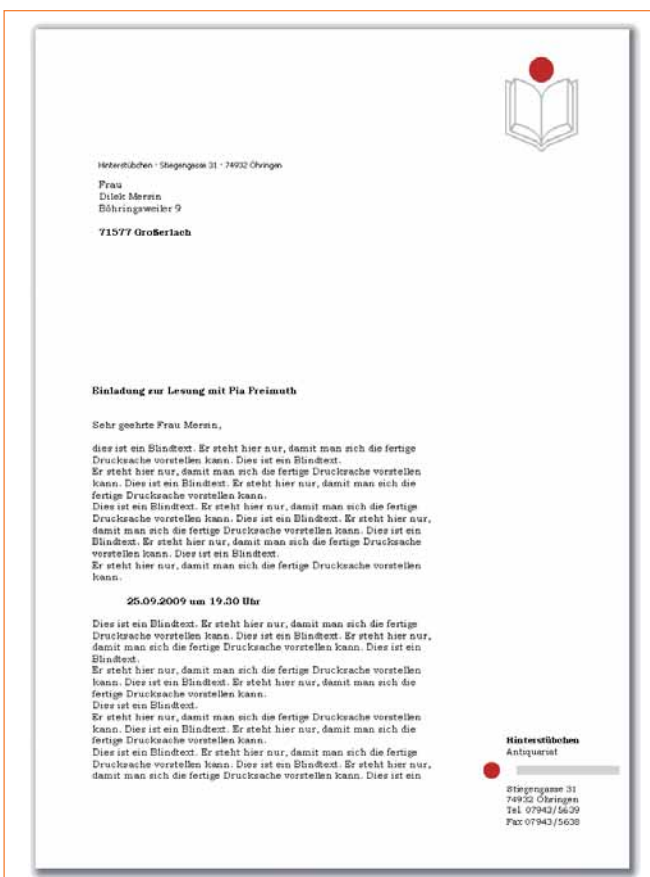 Hinterstübchen · Stiegengasse 31 · 74932 Öhringen
Frau
Dilek Mersin
Böhringsweiler 9
71577 Großerlach
Einladung zur Lesung mit Pia Freimuth
Sehr geehrte Frau Mersin,
dies ist ein Blindtext. Er steht hier nur, damit man sich die fertige
Drucksache vorstellen kann. Dies ist ein Blindtext.
Er steht hier nur, damit man sich die fertige Drucksache vorstellen
kann. Dies ist ein Blindtext. Er steht hier nur, damit man sich die
fertige Drucksache vorstellen kann.
Dies ist ein Blindtext. Er steht hier nur, damit man sich die fertige
Drucksache vorstellen kann. Dies ist ein Blindtext. Er steht hier nur,
damit man sich die fertige Drucksache vorstellen kann. Dies ist ein
Blindtext. Er steht hier nur, damit man sich die fertige Drucksache
vorstellen kann. Dies ist ein Blindtext.
Er steht hier nur, damit man sich die fertige Drucksache vorstellen
kann.
25.09.2009 um 19.30 Uhr
Dies ist ein Blindtext. Er steht hier nur, damit man sich die fertige
Drucksache vorstellen kann. Dies ist ein Blindtext. Er steht hier nur,
damit man sich die fertige Drucksache vorstellen kann. Dies ist ein
Blindtext.
Er steht hier nur, damit man sich die fertige Drucksache vorstellen
kann. Dies ist ein Blindtext. Er steht hier nur, damit man sich die
fertige Drucksache vorstellen kann.
Dies ist ein Blindtext.
Er steht hier nur, damit man sich die fertige Drucksache vorstellen
kann. Dies ist ein Blindtext. Er steht hier nur, damit man sich die
fertige Drucksache vorstellen kann.
Dies ist ein Blindtext. Er steht hier nur, damit man sich die fertige
Drucksache vorstellen kann. Dies ist ein Blindtext. Er steht hier nur,
damit man sich die fertige Drucksache vorstellen kann. Dies ist ein
Hinterstübchen
Antiquariat
Stiegengasse 31
74932 Öhringen
Tel. 07943/5639
Fax 07943/5638